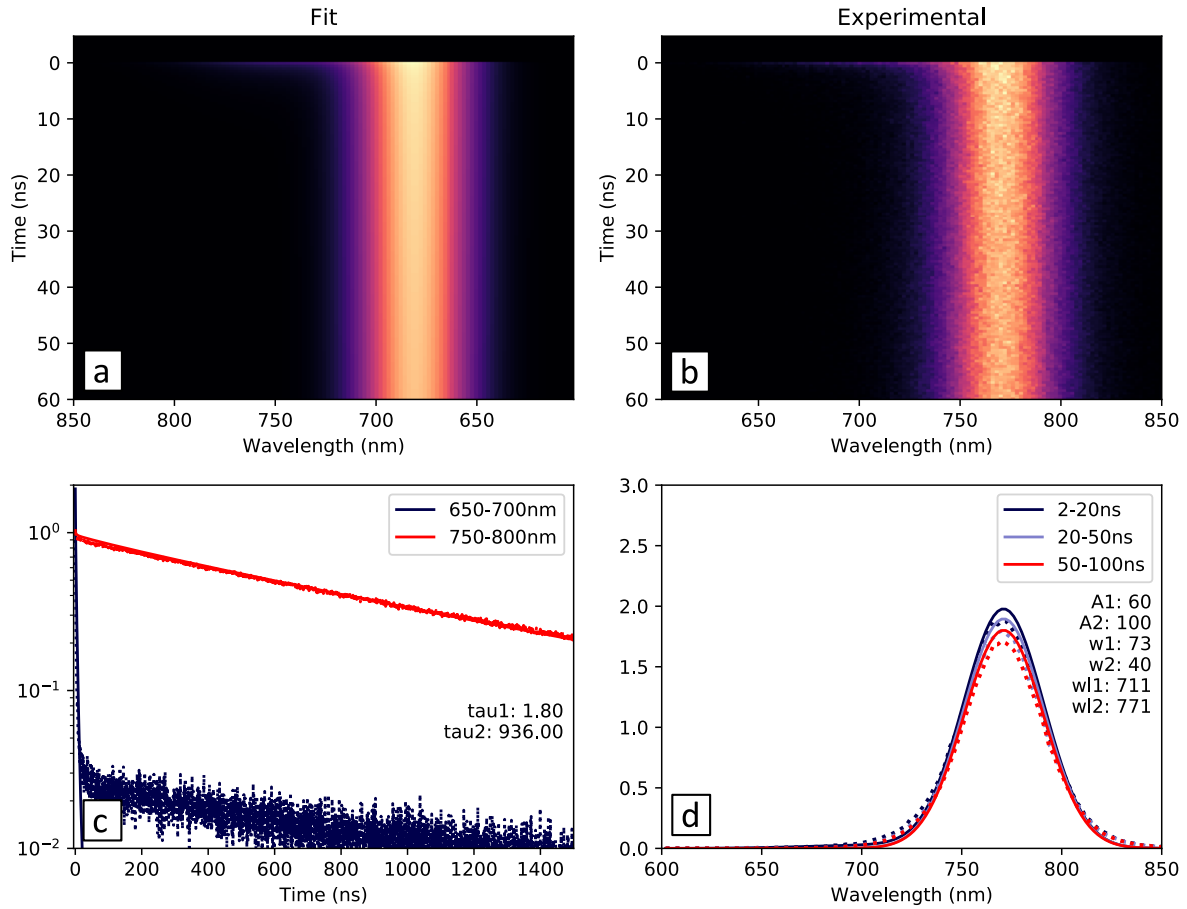 Fit
0
10
20
30
40
50
60
Time (ns)
850
800
750
700
650
Wavelength (nm)
a
Experimental
0
10
20
30
40
50
60
Time (ns)
650
700
750
800
850
Wavelength (nm)
b
10⁰
10⁻¹
10⁻²
0
200
400
600
800
1000
1200
1400
Time (ns)
650-700nm
750-800nm
tau1: 1.80
tau2: 936.00
c
3.0
2.5
2.0
1.5
1.0
0.5
0.0
600
650
700
750
800
850
Wavelength (nm)
2-20ns
20-50ns
50-100ns
A1: 60
A2: 100
w1: 73
w2: 40
wl1: 711
wl2: 771
d